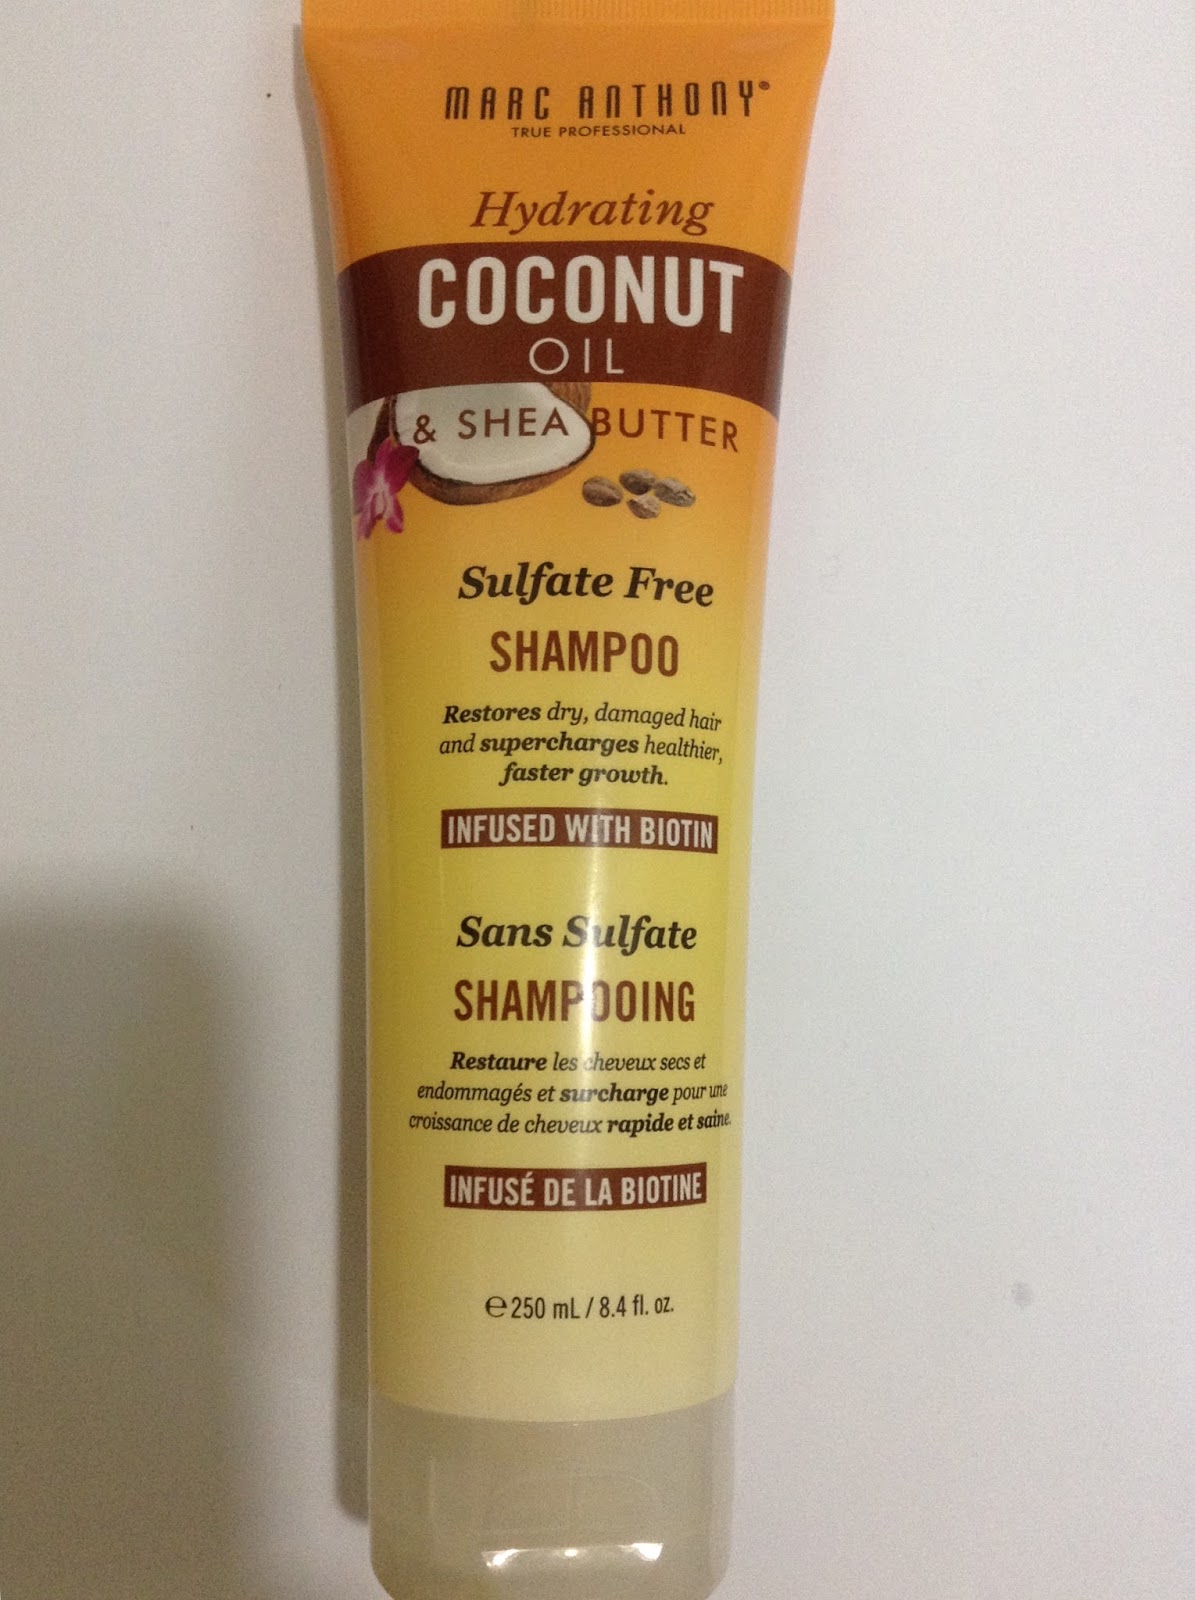 MARC ANTHONY®
TRUE PROFESSIONAL
Hydrating
COCONUT
OIL
& SHEA BUTTER
Sulfate Free
SHAMPOO
Restores dry, damaged hair
and supercharges healthier,
faster growth.
INFUSED WITH BIOTIN
Sans Sulfate
SHAMPOOING
Restaure les cheveux secs et
endommagés et surcharge pour une
croissance de cheveux rapide et saine.
INFUSÉ DE LA BIOTINE
℮ 250 mL / 8.4 fl. oz.